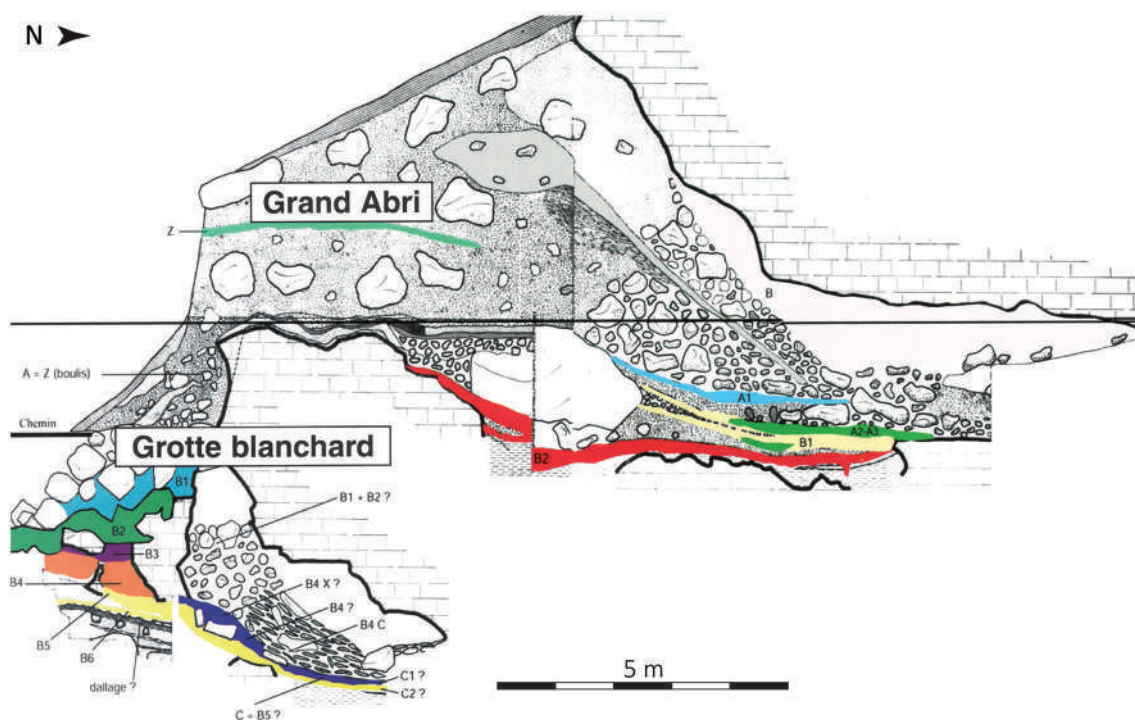 N
Grand Abri
Z
B
A = Z (boulis)
A1
Chemin
A2-A3
Grotte blanchard
B1
B2
B1
B1 + B2 ?
B2
B3
B4
B4 X ?
B4 ?
B4 C
B5
B6
5 m
dallage ?
C1 ?
C2 ?
C = B5 ?